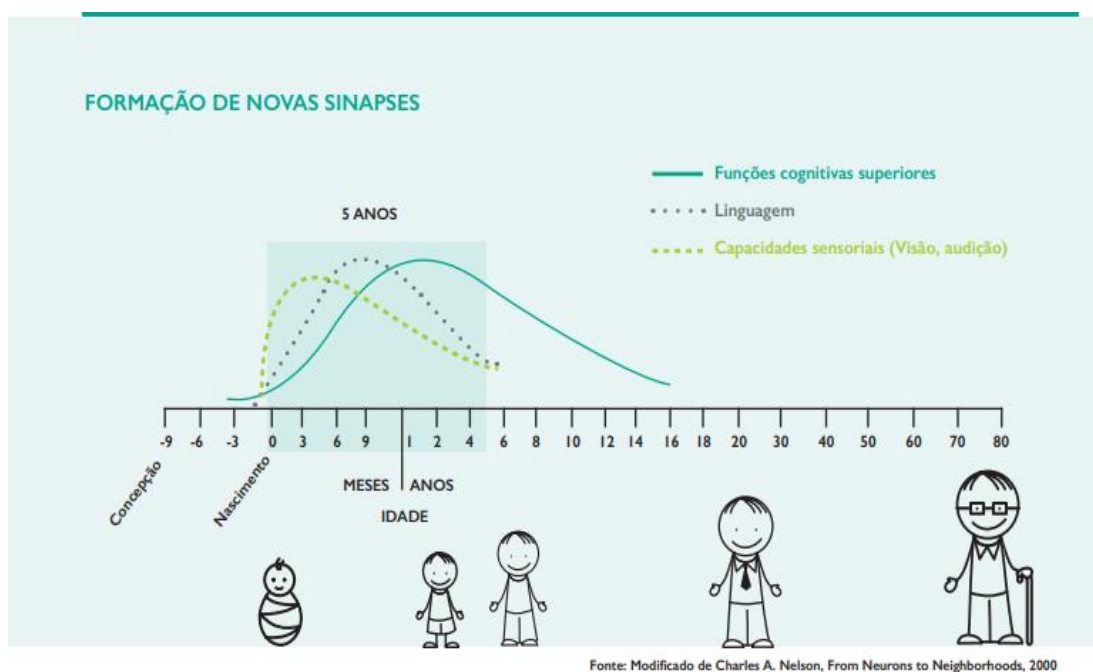 FORMAÇÃO DE NOVAS SINAPSES
Funções cognitivas superiores
Linguagem
Capacidades sensoriais (Visão, audição)
5 ANOS
-9 -6 -3 0 3 6 9 1 2 4 6 8 10 12 14 16 18 20 30 40 50 60 70 80
Concepção
Nascimento
MESES ANOS
IDADE
Fonte: Modificado de Charles A. Nelson, From Neurons to Neighborhoods, 2000